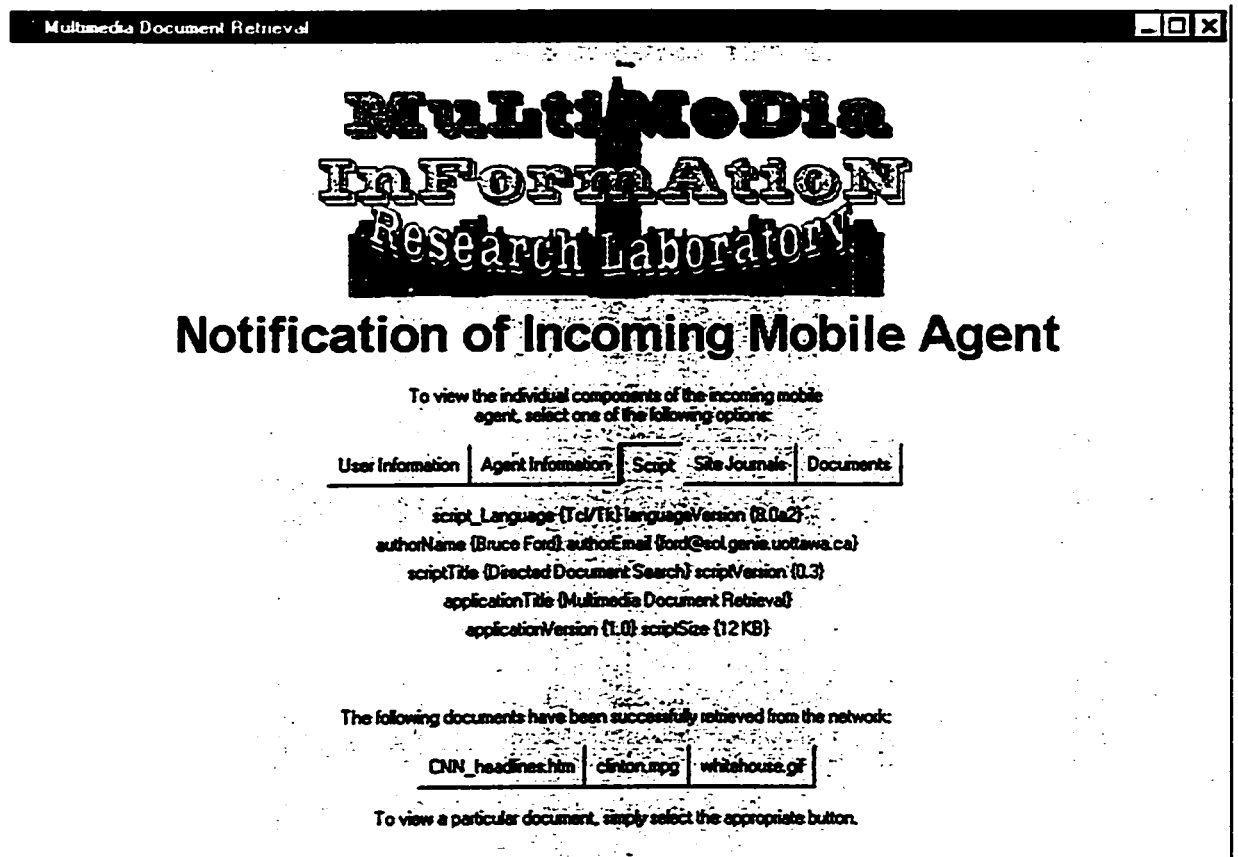 Multimedia Document Retrieval
MuLtiMeDia
InFormAtioN
Research Laboratory
Notification of Incoming Mobile Agent
To view the individual components of the incoming mobile
agent, select one of the following options:
User Information Agent Information Script Site Journals Documents
script_Language {Tcl/Tk} languageVersion {8.0a2}
authorName {Bruce Ford} authorEmail {ford@sol.genie.uottawa.ca}
scriptTitle {Directed Document Search} scriptVersion {0.3}
applicationTitle {Multimedia Document Retrieval}
applicationVersion {1.0} scriptSize {12 KB}
The following documents have been successfully retrieved from the network:
CNN_headlines.htm clinton.mpg whitehouse.gif
To view a particular document, simply select the appropriate button.